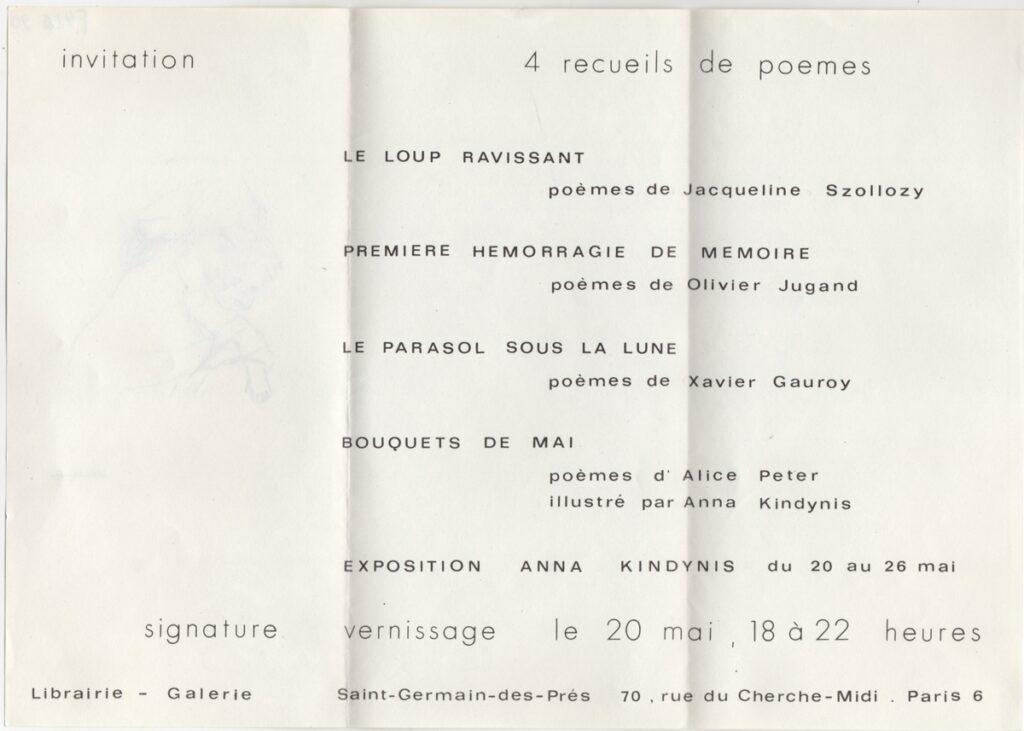 invitation
4 recueils de poemes
LE LOUP RAVISSANT
poèmes de Jacqueline Szollozy
PREMIERE HEMORRAGIE DE MEMOIRE
poèmes de Olivier Jugand
LE PARASOL SOUS LA LUNE
poèmes de Xavier Gauroy
BOUQUETS DE MAI
poèmes d' Alice Peter
illustré par Anna Kindynis
EXPOSITION ANNA KINDYNIS du 20 au 26 mai
signature vernissage le 20 mai , 18 à 22 heures
Librairie - Galerie Saint-Germain-des-Prés 70 , rue du Cherche-Midi . Paris 6